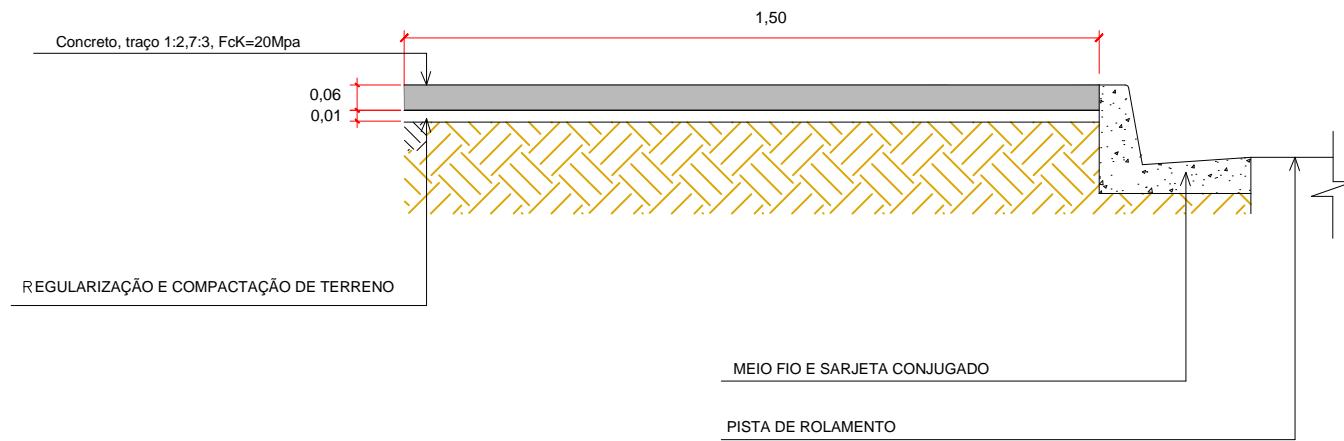 1,50
Concreto, traço 1:2,7:3, FcK=20Mpa
0,06
0,01
REGULARIZAÇÃO E COMPACTAÇÃO DE TERRENO
MEIO FIO E SARJETA CONJUGADO
PISTA DE ROLAMENTO